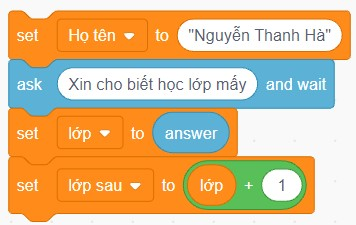 set Họ tên to "Nguyễn Thanh Hà"
ask Xin cho biết học lớp mấy and wait
set lớp to answer
set lớp sau to lớp + 1